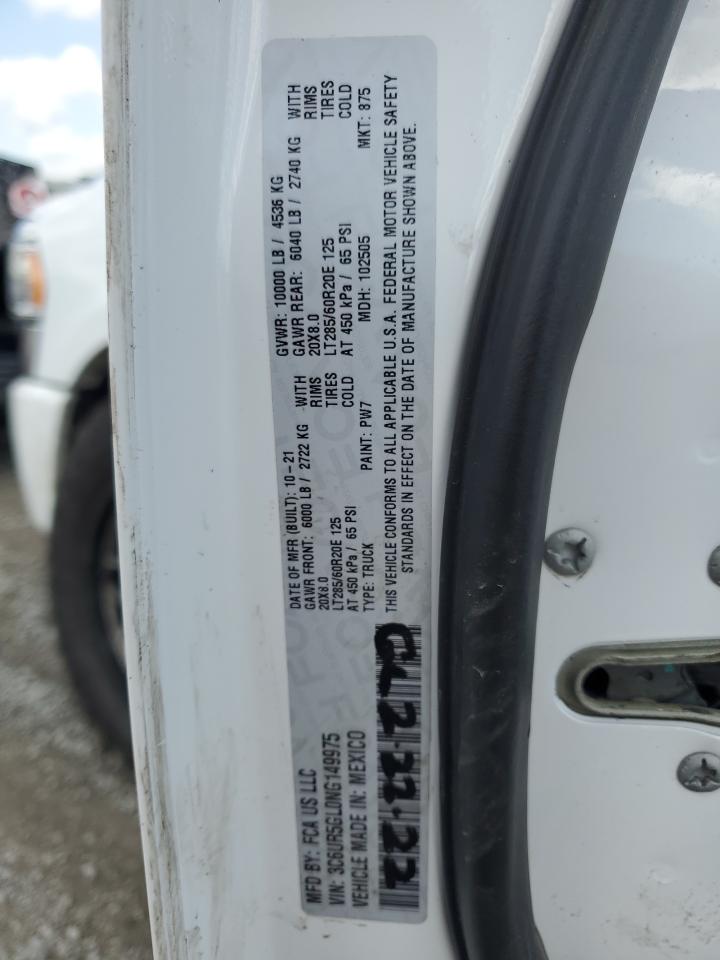 MFD BY: FCA US LLC
VIN: 3C6UR5GL0NG149975
VEHICLE MADE IN: MEXICO
DATE OF MFR (BUILT): 10-21
GAWR FRONT: 6000 LB / 2722 KG WITH
20X8.0 RIMS
LT285/60R20E 125 TIRES
AT 450 kPa / 65 PSI COLD
TYPE: TRUCK PAINT: PW7
GVWR: 10000 LB / 4536 KG
GAWR REAR: 6040 LB / 2740 KG WITH
20X8.0 RIMS
LT285/60R20E 125 TIRES
AT 450 kPa / 65 PSI COLD
MDH: 102505 MKT: 875
THIS VEHICLE CONFORMS TO ALL APPLICABLE U.S.A. FEDERAL MOTOR VEHICLE SAFETY
STANDARDS IN EFFECT ON THE DATE OF MANUFACTURE SHOWN ABOVE.
2-22-22